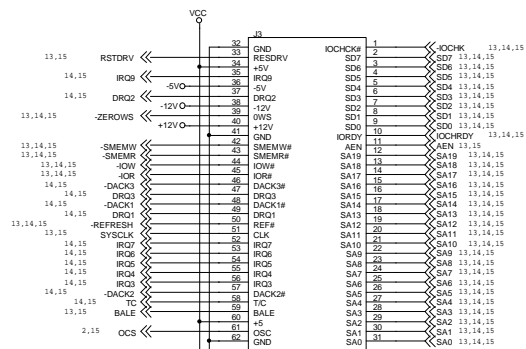 VCC
J3
32 GND IOCHCK# 1 -IOCHK 13,14,15
13,15 RSTDRV 33 RESDRV SD7 2 SD7 13,14,15
34 +5V SD6 3 SD6 13,14,15
14,15 IRQ9 35 IRQ9 SD5 4 SD5 13,14,15
-5V 36 -5V SD4 5 SD4 13,14,15
14,15 DRQ2 37 DRQ2 SD3 6 SD3 13,14,15
-12V 38 -12V SD2 7 SD2 13,14,15
13,14,15 -ZEROWS 39 0WS SD1 8 SD1 13,14,15
+12V 40 +12V SD0 9 SD0 13,14,15
41 GND IORDY 10 IOCHRDY 13,14,15
13,14,15 -SMEMW 42 SMEMW# AEN 11 AEN 13,15
13,14,15 -SMEMR 43 SMEMR# SA19 12 SA19 13,14,15
13,14,15 -IOW 44 IOW# SA18 13 SA18 13,14,15
13,14,15 -IOR 45 IOR# SA17 14 SA17 13,14,15
14,15 -DACK3 46 DACK3# SA16 15 SA16 13,14,15
14,15 DRQ3 47 DRQ3 SA15 16 SA15 13,14,15
14,15 -DACK1 48 DACK1# SA14 17 SA14 13,14,15
14,15 DRQ1 49 DRQ1 SA13 18 SA13 13,14,15
13,14,15 -REFRESH 50 REF# SA12 19 SA12 13,14,15
13,15 SYSCLK 51 CLK SA11 20 SA11 13,14,15
14,15 IRQ7 52 IRQ7 SA10 21 SA10 13,14,15
14,15 IRQ6 53 IRQ6 SA9 22 SA9 13,14,15
14,15 IRQ5 54 IRQ5 SA8 23 SA8 13,14,15
14,15 IRQ4 55 IRQ4 SA7 24 SA7 13,14,15
14,15 IRQ3 56 IRQ3 SA6 25 SA6 13,14,15
14,15 -DACK2 57 DACK2# SA5 26 SA5 13,14,15
14,15 TC 58 T/C SA4 27 SA4 13,14,15
13,15 BALE 59 BALE SA3 28 SA3 13,14,15
60 +5 SA2 29 SA2 13,14,15
2,15 OCS 61 OSC SA1 30 SA1 13,14,15
62 GND SA0 31 SA0 13,14,15